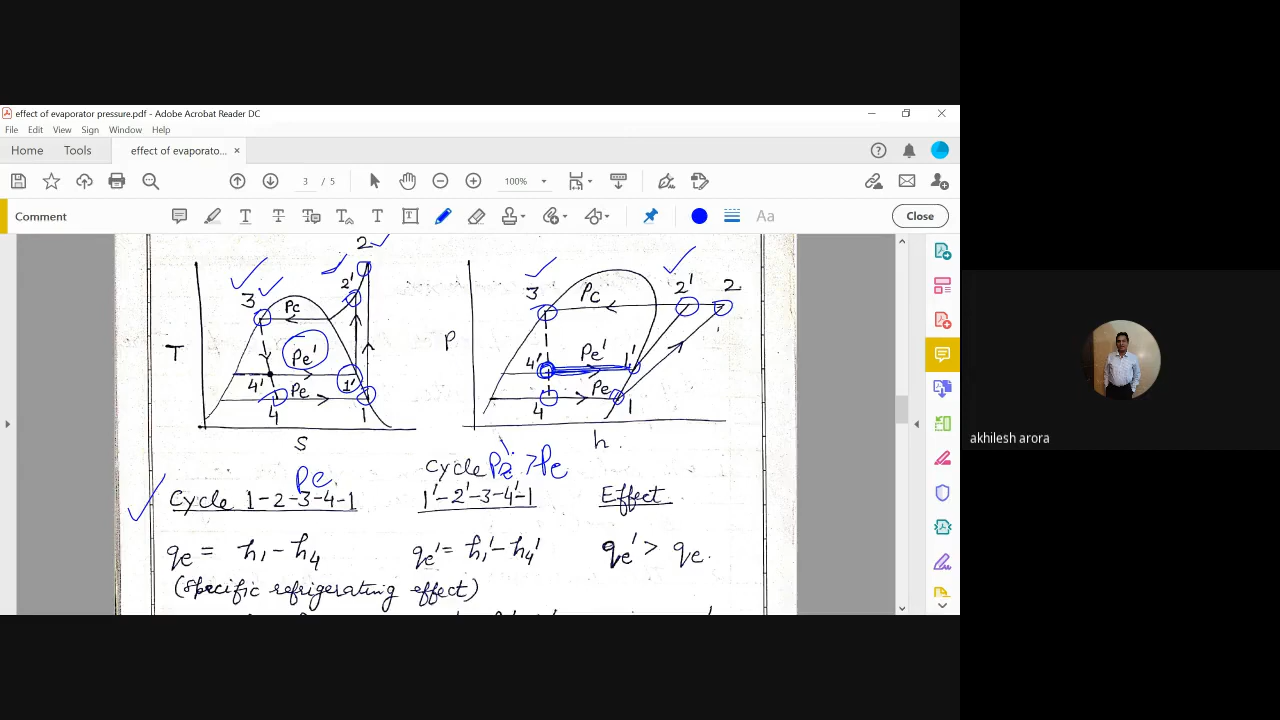 effect of evaporator pressure.pdf - Adobe Acrobat Reader DC
File Edit View Sign Window Help
Home Tools effect of evaporato... ×
3 / 5 100%
Comment Close
2
2'
3
Pc
T
Pe'
4'
1'
Pe
4
1
S
3
Pc
2'
2
P
Pe'
4'
1'
Pe
4
1
h.
Pe
Cycle Pe' > Pe
Cycle 1-2-3-4-1 1'-2'-3-4'-1 Effect
qe = h1 - h4 qe' = h1' - h4' qe' > qe.
(Specific refrigerating effect)
akhilesh arora